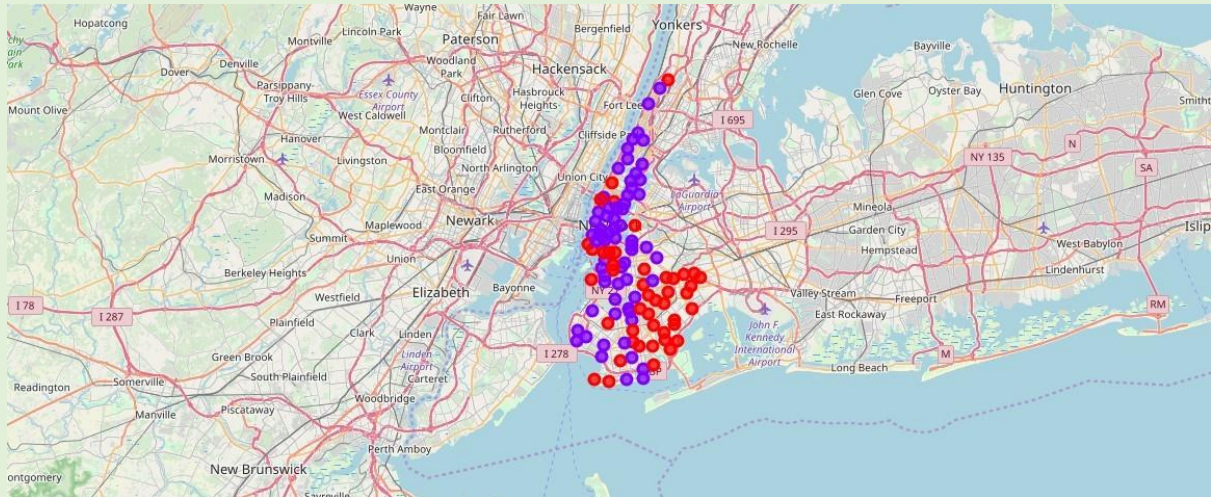 Hopatcong
Wayne
Fair Lawn
Bergenfield
Yonkers
Lincoln Park
Montville
Paterson
New Rochelle
Bayville
Denville
Woodland
Park
Hackensack
Dover
Parsippany-
Troy Hills
Essex County
Airport
Clifton
Hasbrouck
Heights
Fort Lee
Glen Cove
Oyster Bay
Huntington
Smith
Mount Olive
West Caldwell
Rutherford
Cliffside
I 695
Hanover
Montclair
Bloomfield
Morristown
Livingston
North Arlington
Union City
NY 135
N
SA
East Orange
LaGuardia
Airport
Madison
Newark
Mineola
Maplewood
Garden City
Islip
Summit
I 295
Hempstead
West Babylon
Union
Berkeley Heights
Lindenhurst
Elizabeth
Bayonne
Valley Stream
Freeport
I 78
Westfield
East Rockaway
RM
I 287
Plainfield
Clark
Linden
John F
Kennedy
International
Airport
Green Brook
I 278
M
Linden
Airport
Long Beach
Readington
Somerville
South Plainfield
Carteret
Woodbridge
Piscataway
Manville
Perth Amboy
New Brunswick
ontgomery
Sayreville